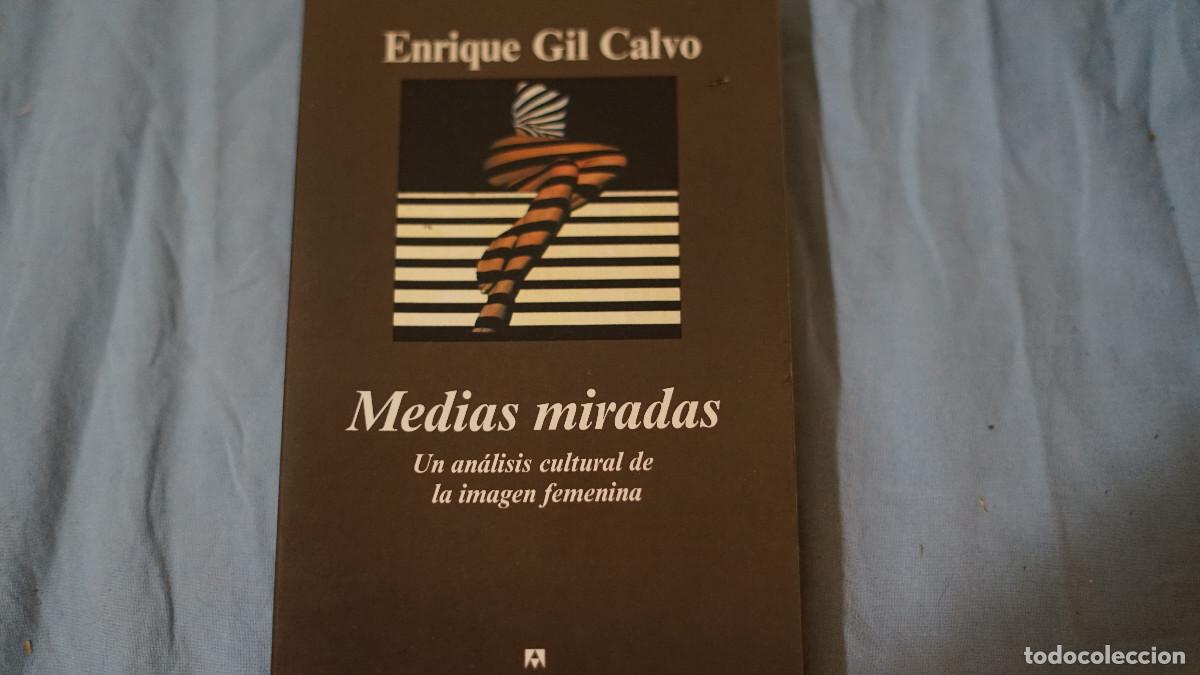 Enrique Gil Calvo
Medias miradas
Un análisis cultural de
la imagen femenina
todocoleccion